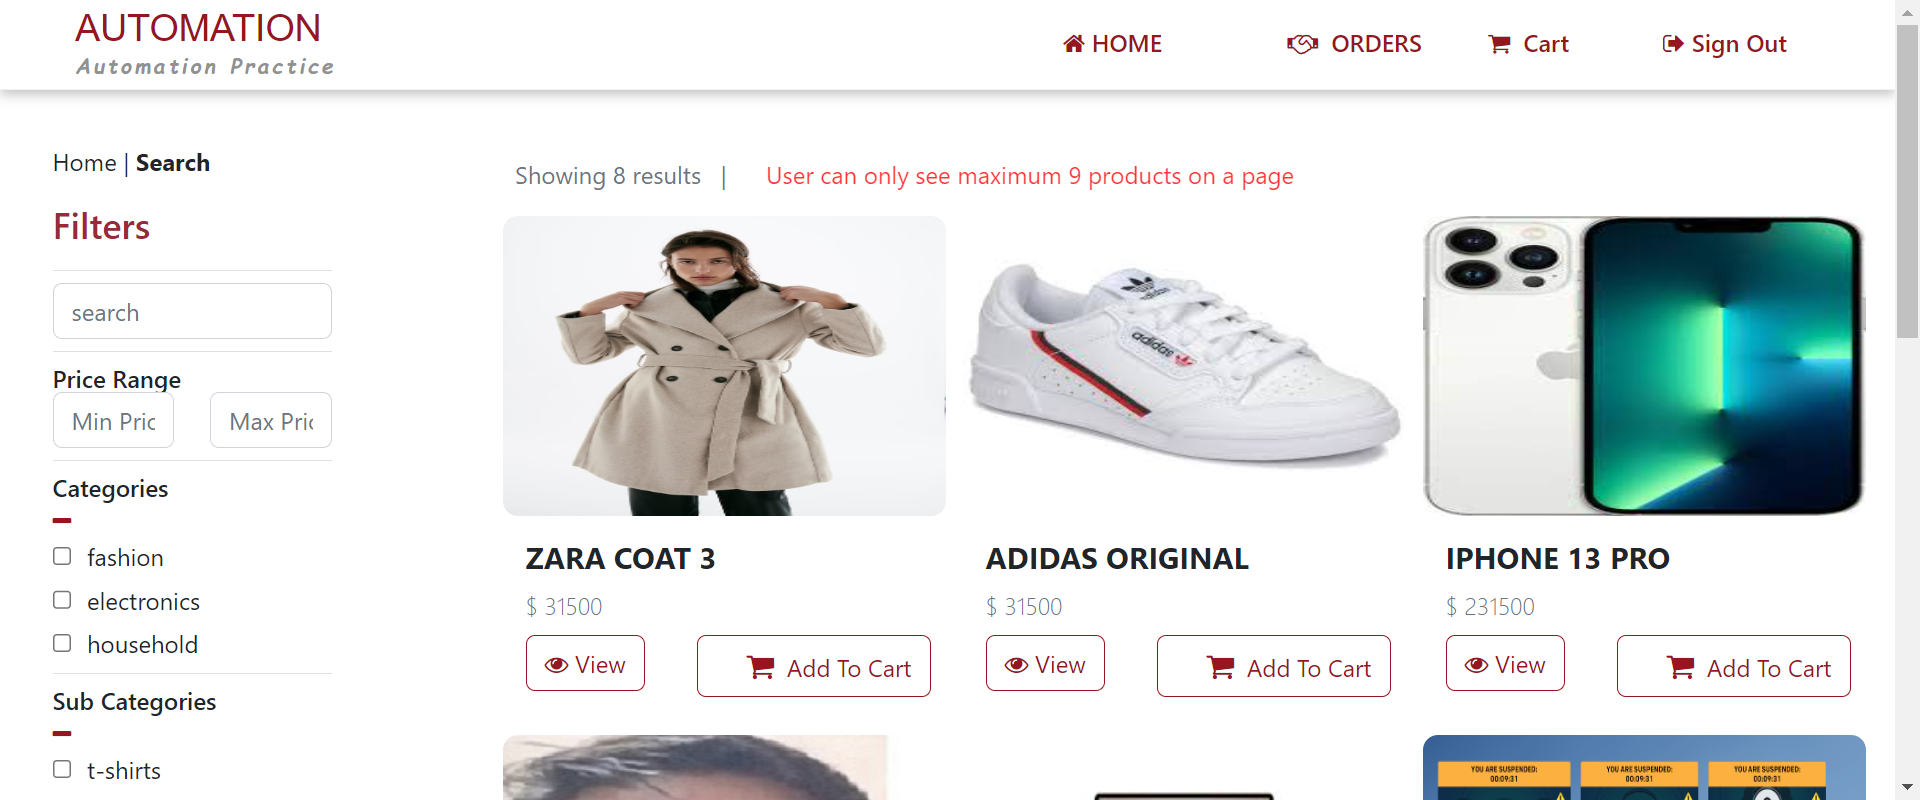 AUTOMATION
Automation Practice
HOME
ORDERS
Cart
Sign Out
Home | Search
Showing 8 results |
User can only see maximum 9 products on a page
Filters
search
Price Range
Min Pric
Max Pric
Categories
fashion
electronics
household
Sub Categories
t-shirts
adidas
adidas
ZARA COAT 3
$ 31500
View
Add To Cart
ADIDAS ORIGINAL
$ 31500
View
Add To Cart
IPHONE 13 PRO
$ 231500
View
Add To Cart
YOU ARE SUSPENDED:
00:09:31
YOU ARE SUSPENDED:
00:09:31
YOU ARE SUSPENDED:
00:09:31